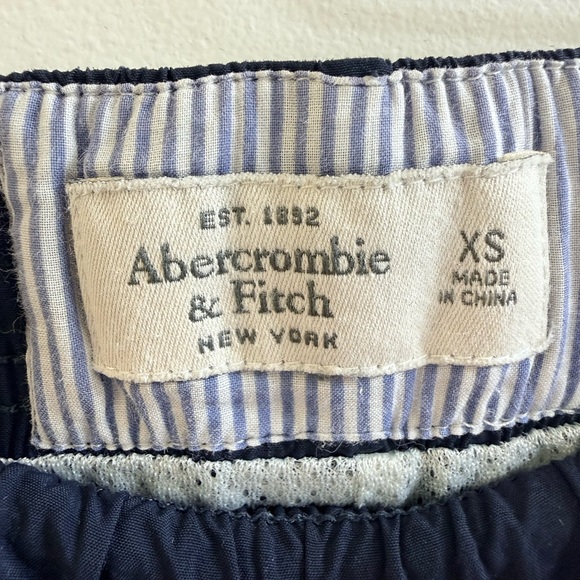 EST. 1892
Abercrombie
& Fitch
NEW YORK
XS
MADE
IN CHINA